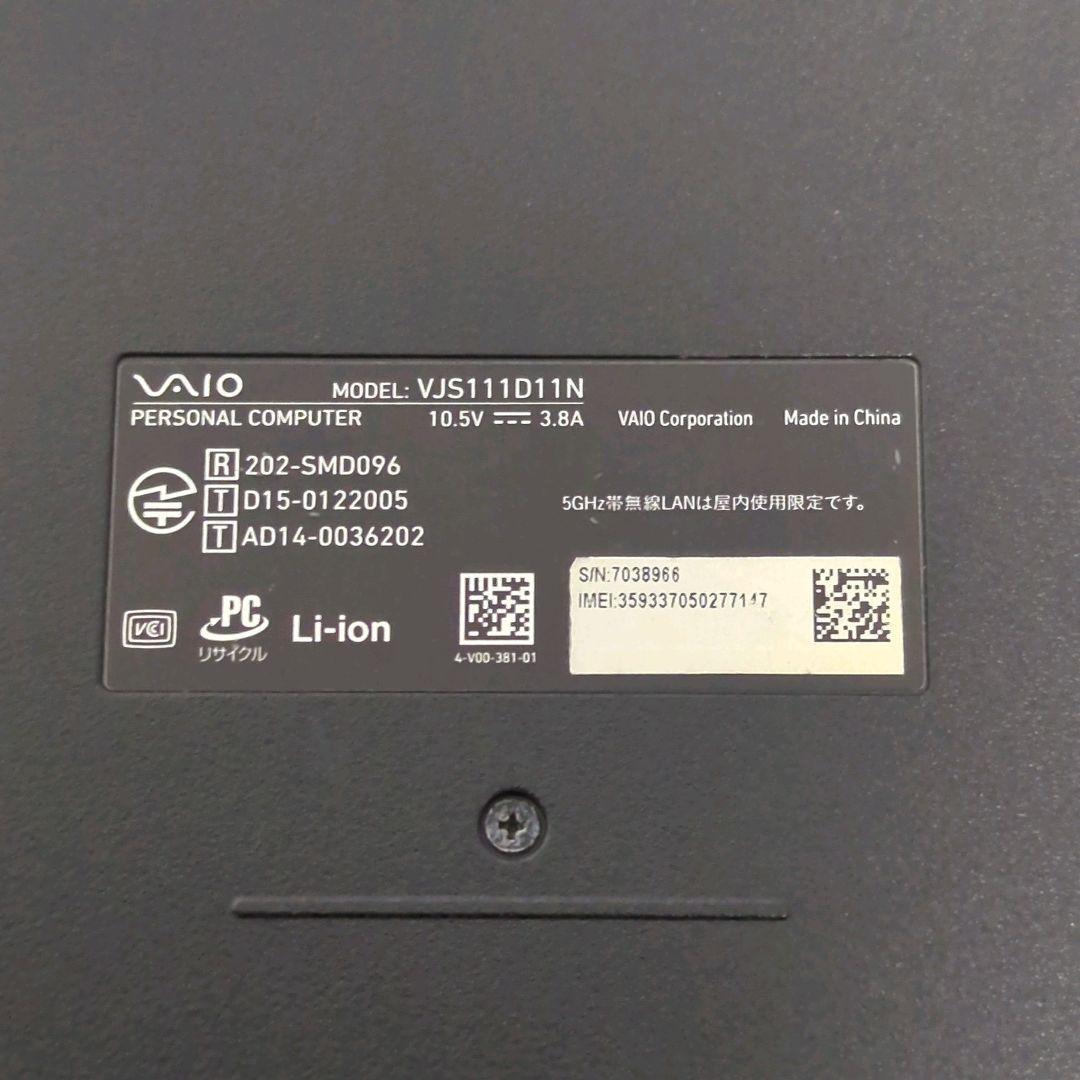 VAIO MODEL: VJS111D11N
PERSONAL COMPUTER 10.5V 3.8A VAIO Corporation Made in China
R 202-SMD096
T D15-0122005
T AD14-0036202
5GHz帯無線LANは屋内使用限定です。
S/N:7038966
IMEI:359337050277147
VCCI
PC
リサイクル
Li-ion
4-V00-381-01